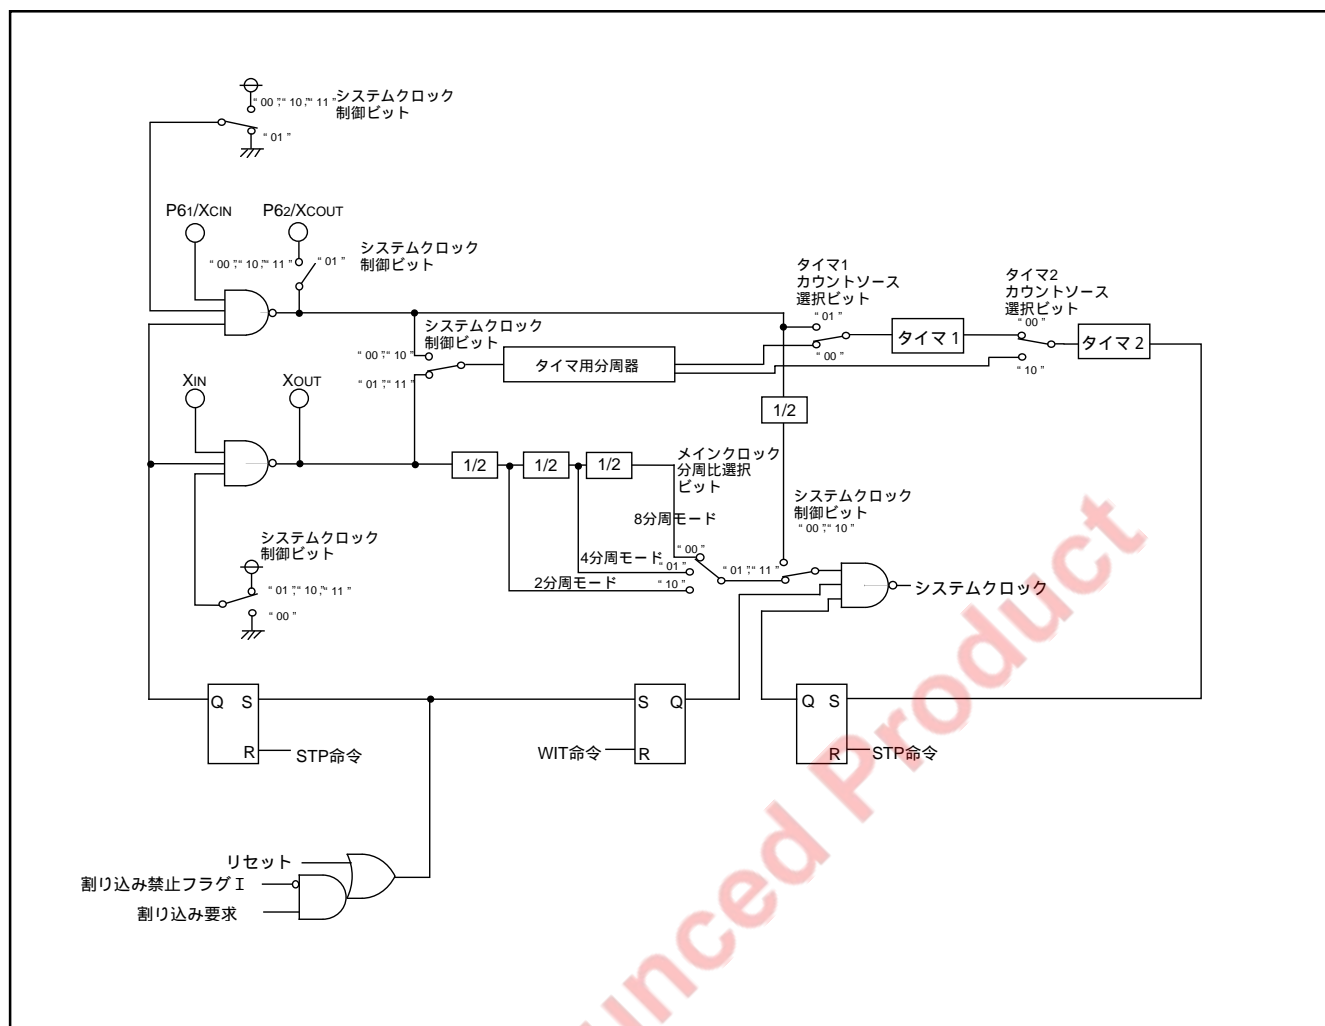 “ 00 ”,“ 10 ”,“ 11 ”
システムクロック
制御ビット
“ 01 ”
P61/XCIN
P62/XCOUT
“ 00 ”,“ 10 ”,“ 11 ”
“ 01 ”
システムクロック
制御ビット
システムクロック
制御ビット
“ 00 ”,“ 10 ”
“ 01 ”,“ 11 ”
タイマ用分周器
タイマ1
カウントソース
選択ビット
“ 01 ”
“ 00 ”
タイマ 1
タイマ2
カウントソース
選択ビット
“ 00 ”
“ 10 ”
タイマ 2
XIN
XOUT
1/2
1/2
1/2
1/2
メインクロック
分周比選択
ビット
8分周モード
4分周モード
2分周モード
“ 00 ”
“ 01 ”
“ 10 ”
システムクロック
制御ビット
“ 00 ”,“ 10 ”
“ 01 ”,“ 11 ”
システムクロック
システムクロック
制御ビット
“ 01 ”,“ 10 ”,“ 11 ”
“ 00 ”
Q S
R
STP命令
S Q
R
WIT命令
Q S
R
STP命令
リセット
割り込み禁止フラグ I
割り込み要求
unced Product